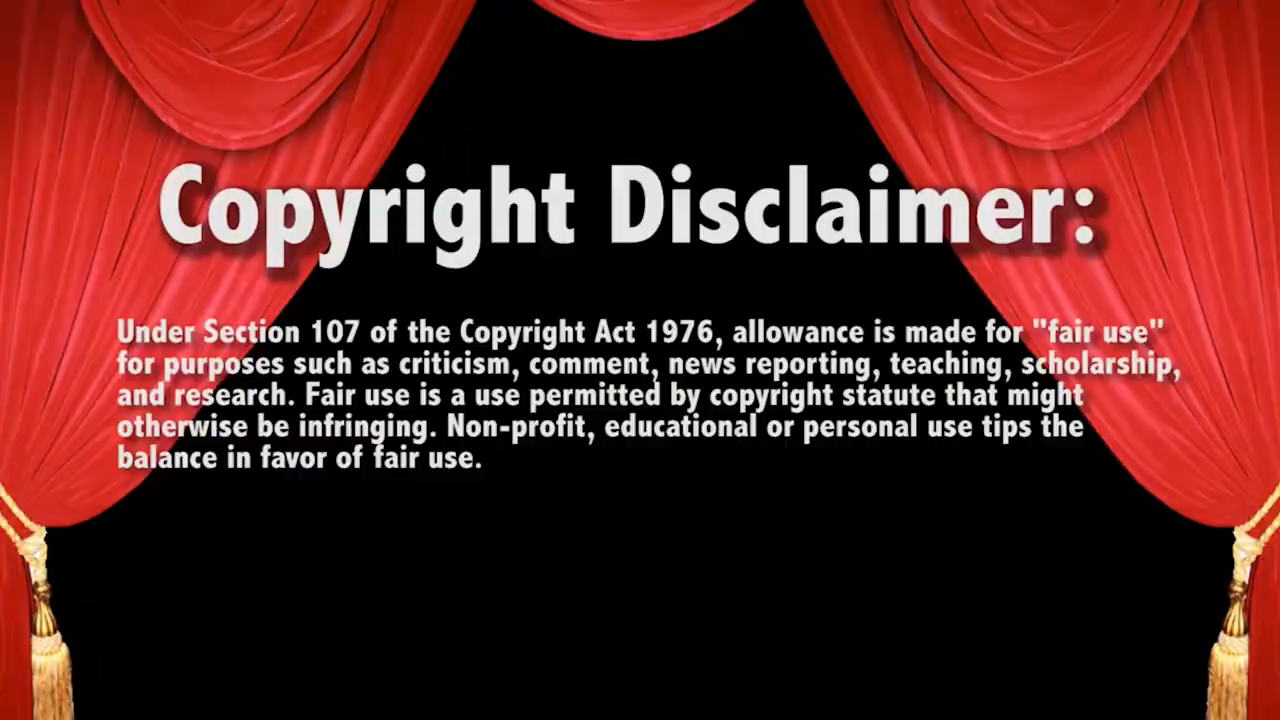 Copyright Disclaimer:
Under Section 107 of the Copyright Act 1976, allowance is made for "fair use"
for purposes such as criticism, comment, news reporting, teaching, scholarship,
and research. Fair use is a use permitted by copyright statute that might
otherwise be infringing. Non-profit, educational or personal use tips the
balance in favor of fair use.